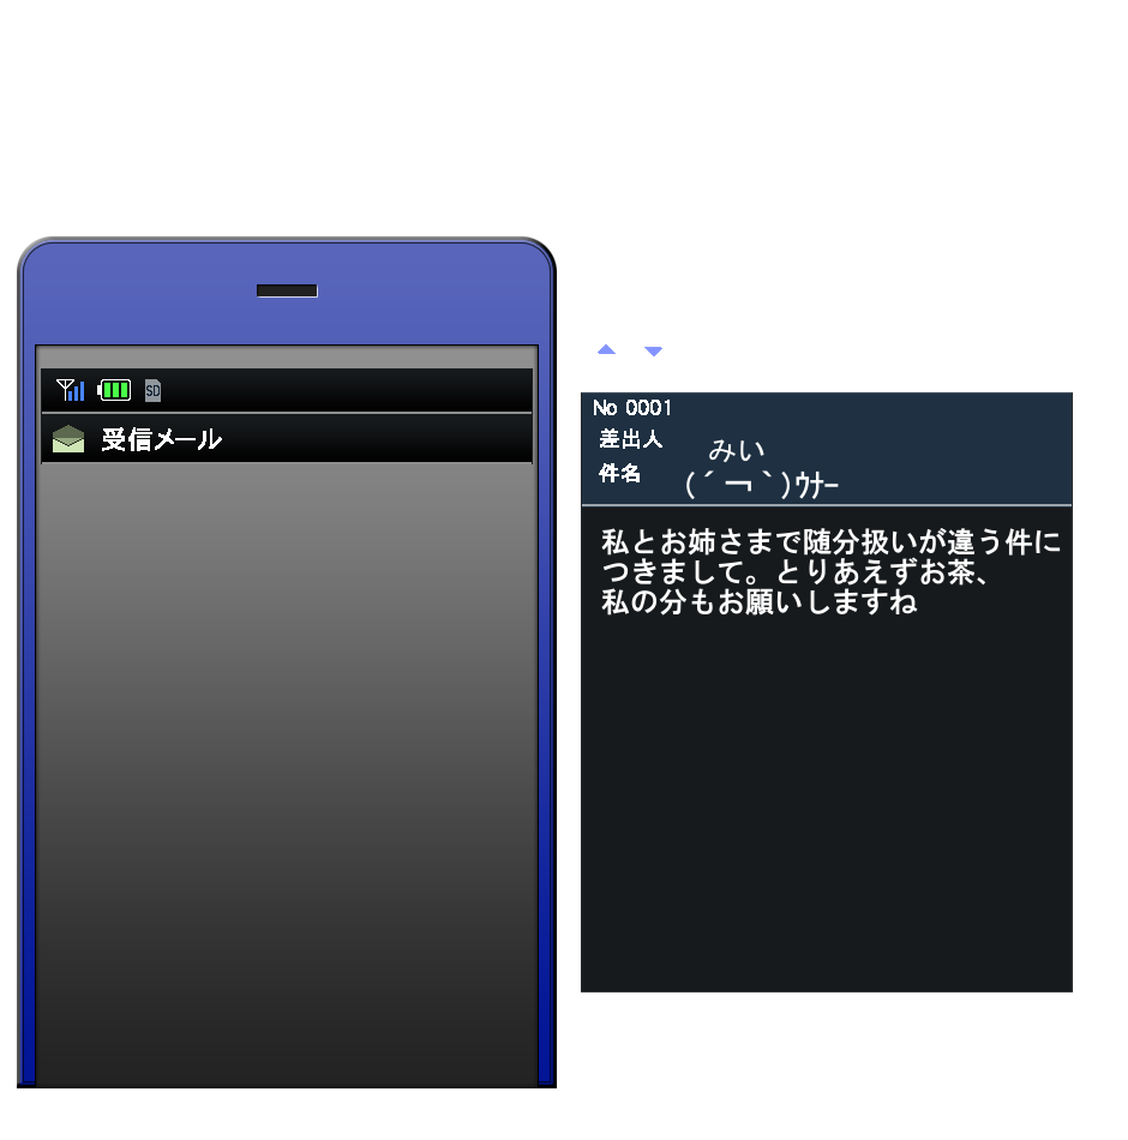 SD
受信メール
No 0001
差出人 みい
件名 (´￢｀)ｳﾅｰ
私とお姉さまで随分扱いが違う件に
つきまして。とりあえずお茶、
私の分もお願いしますね